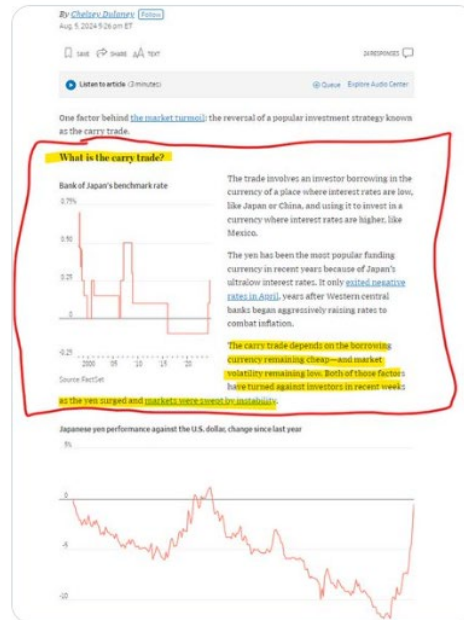 By Chelsey Dulaney Follow
Aug. 5, 2024 5:26 pm ET
SAVE SHARE AA TEXT 24 RESPONSES
Listen to article (3 minutes) Queue Explore Audio Center
One factor behind the market turmoil: the reversal of a popular investment strategy known
as the carry trade.
What is the carry trade?
Bank of Japan's benchmark rate
0.75%
0.50
0.25
0
-0.25
2000 05 10 15 20
Source: FactSet
The trade involves an investor borrowing in the
currency of a place where interest rates are low,
like Japan or China, and using it to invest in a
currency where interest rates are higher, like
Mexico.
The yen has been the most popular funding
currency in recent years because of Japan's
ultralow interest rates. It only exited negative
rates in April, years after Western central
banks began aggressively raising rates to
combat inflation.
The carry trade depends on the borrowing
currency remaining cheap—and market
volatility remaining low. Both of those factors
have turned against investors in recent weeks
as the yen surged and markets were swept by instability.
Japanese yen performance against the U.S. dollar, change since last year
5%
0
-5
-10